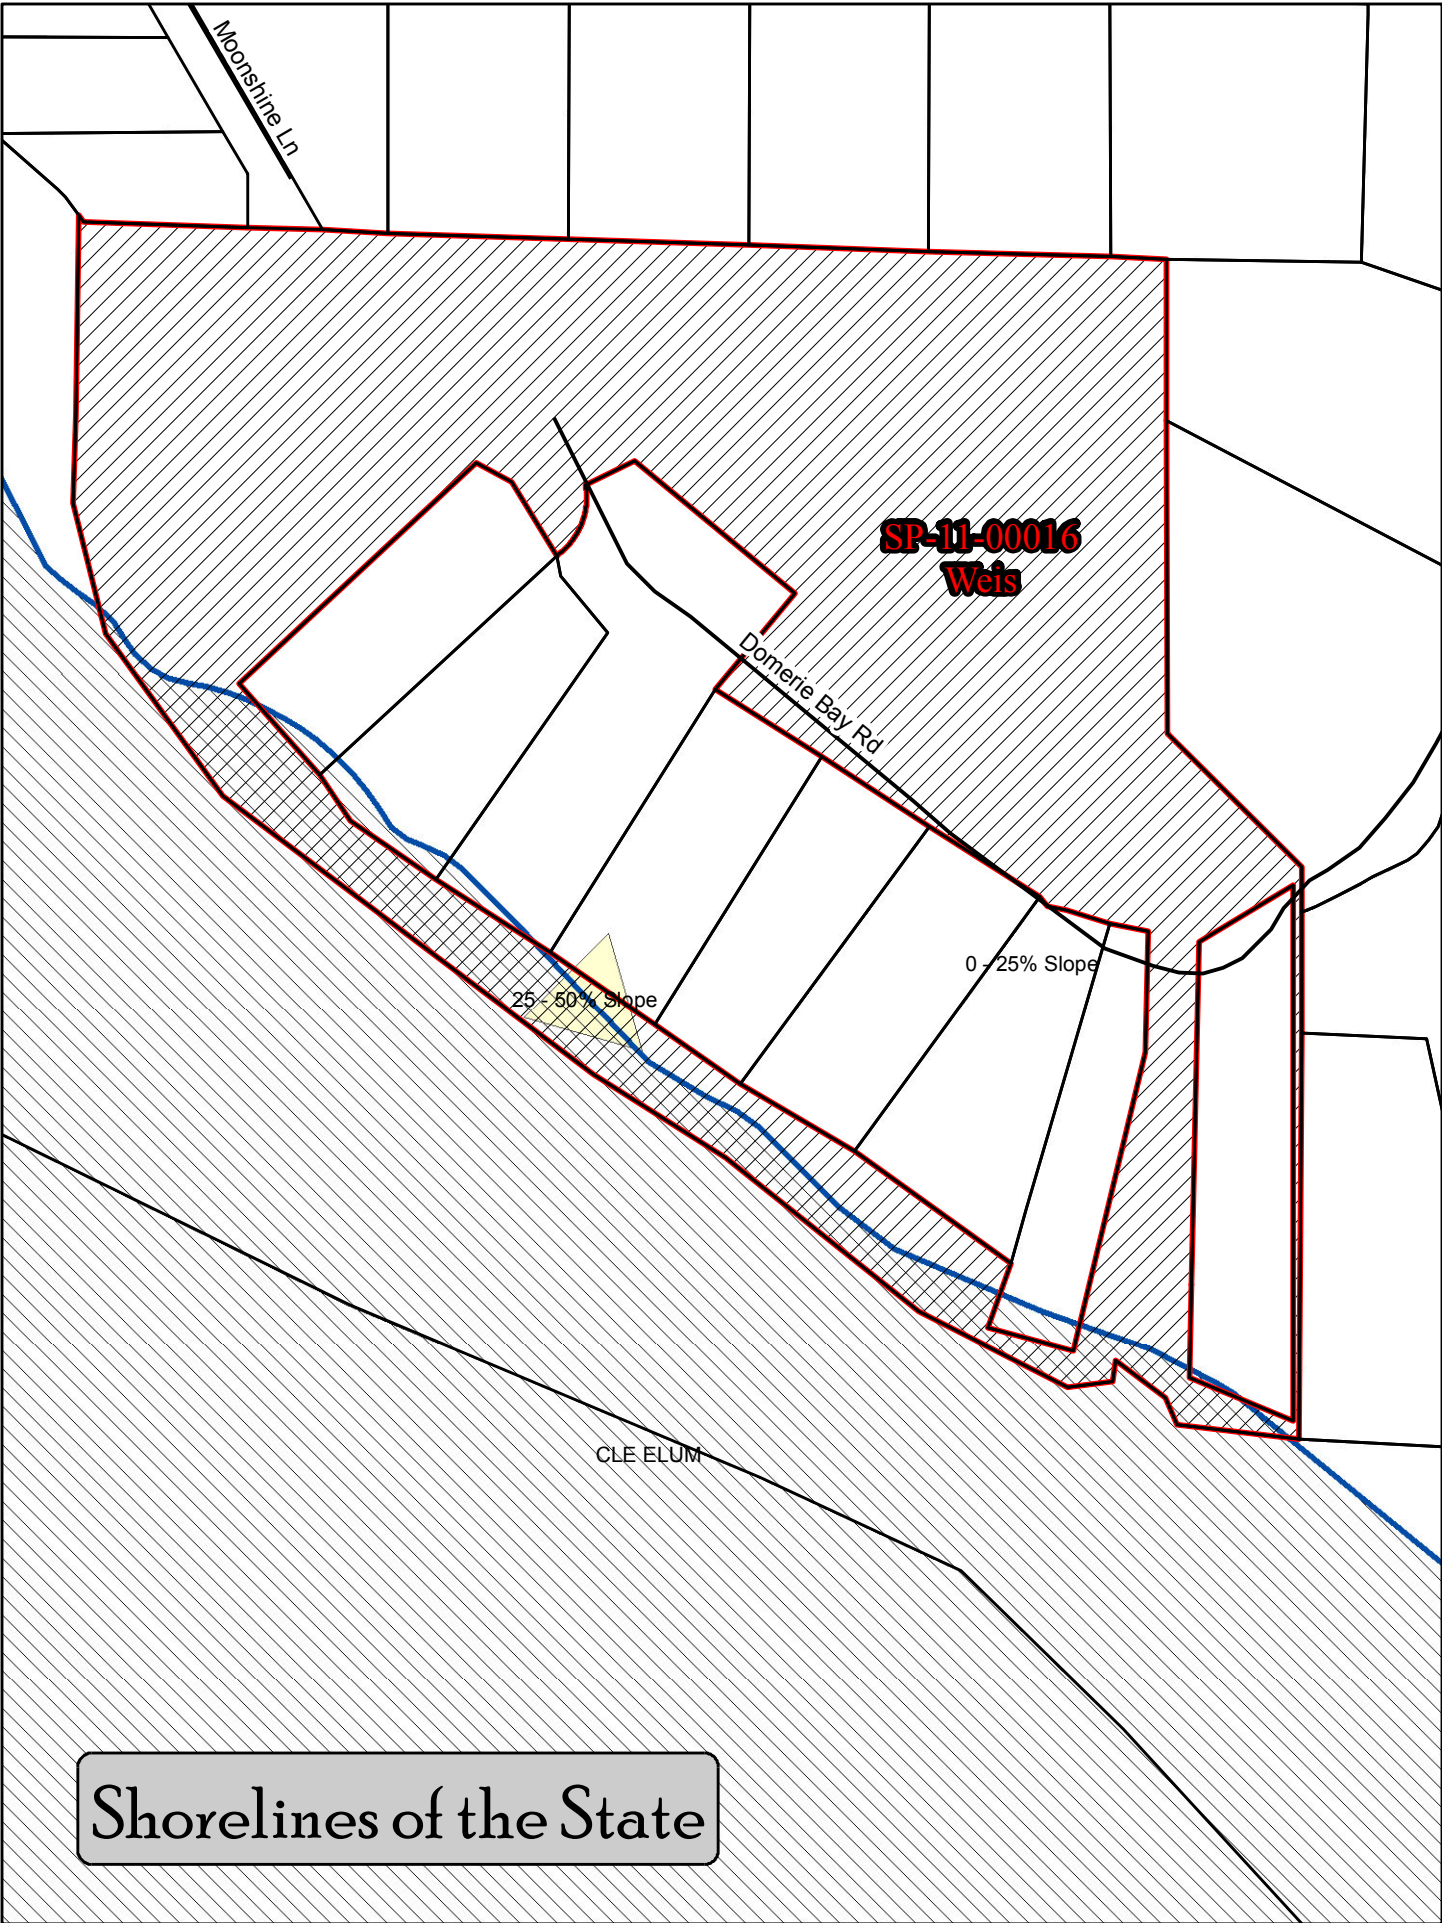 Moonshine Ln
SP-11-00016
Weis
Domerie Bay Rd
0 - 25% Slope
25 - 50% Slope
CLE ELUM
Shorelines of the State